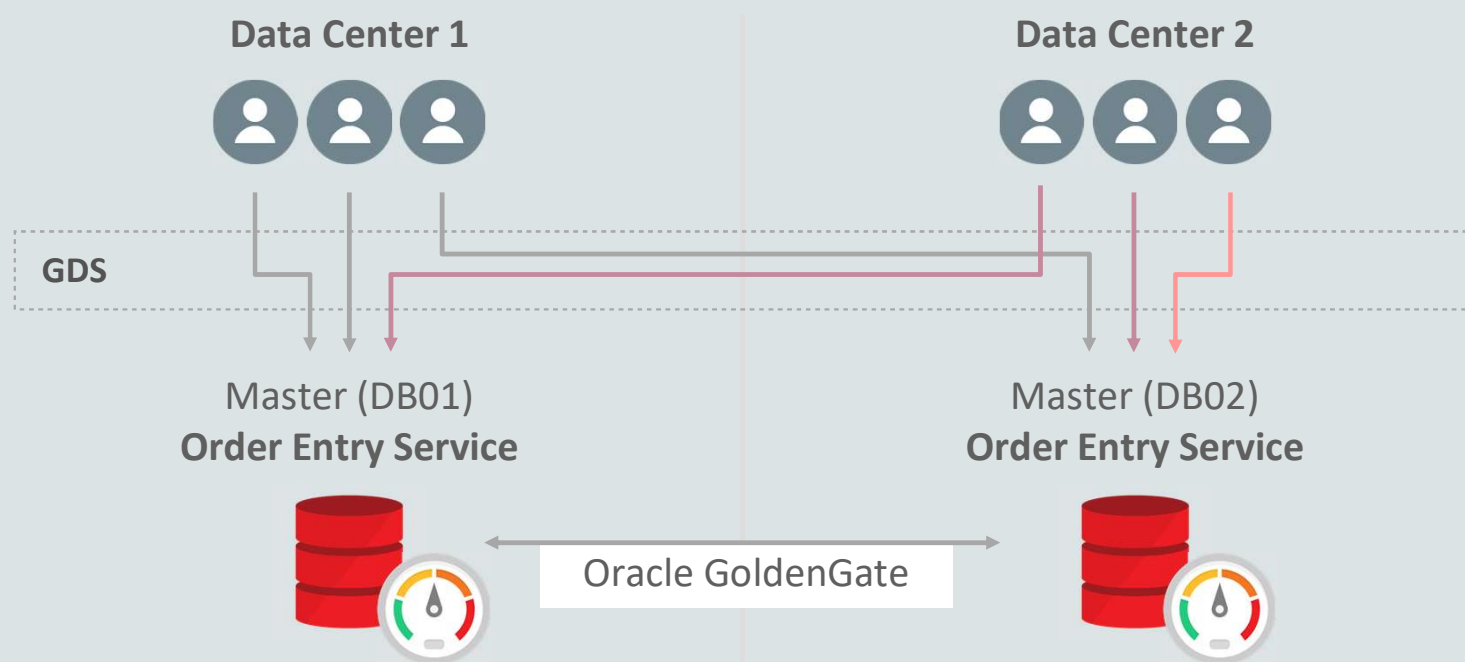 Data Center 1
Data Center 2
GDS
Master (DB01)
Order Entry Service
Master (DB02)
Order Entry Service
Oracle GoldenGate